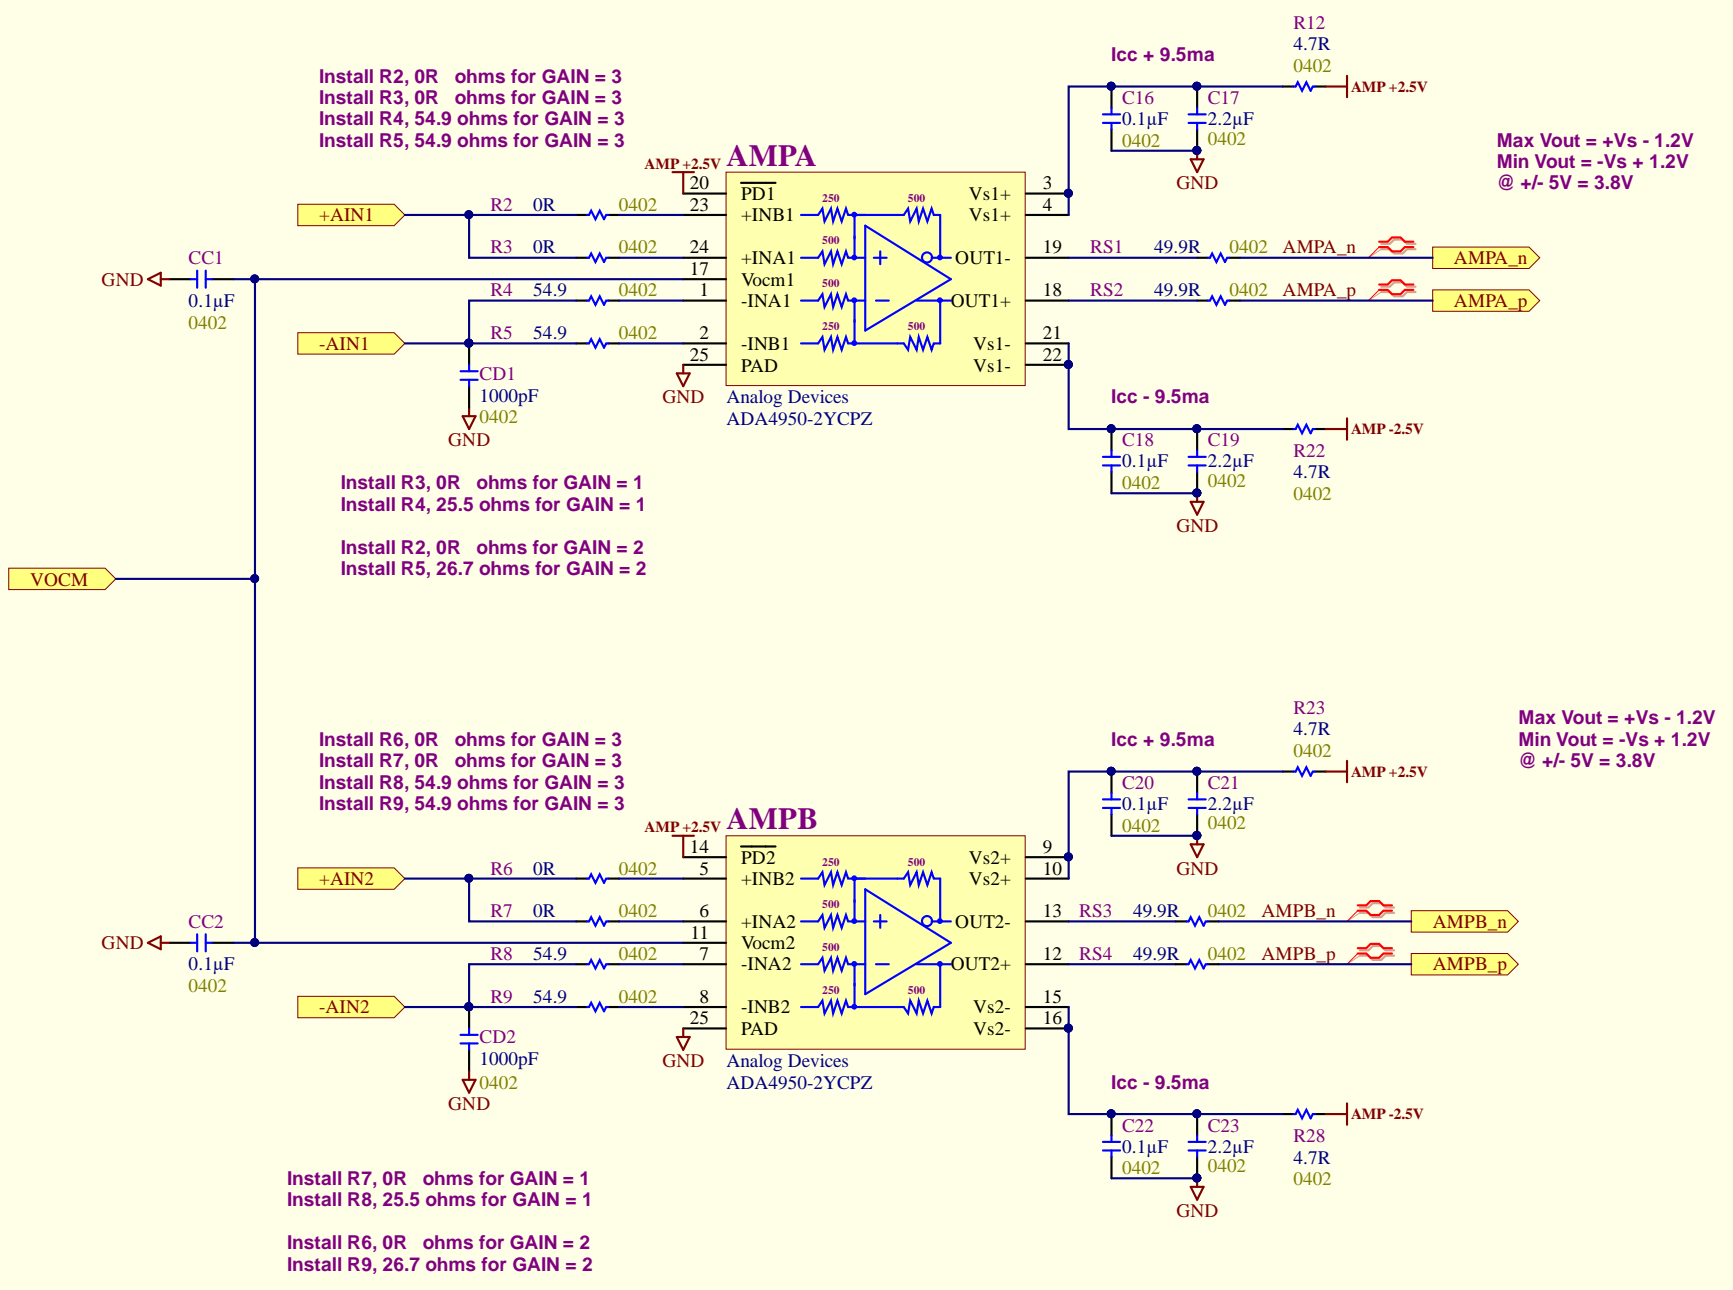 R12
4.7R
0402
Icc + 9.5ma
AMP +2.5V
C16
0.1µF
0402
C17
2.2µF
0402
GND
Install R2, 0R   ohms for GAIN = 3
Install R3, 0R   ohms for GAIN = 3
Install R4, 54.9 ohms for GAIN = 3
Install R5, 54.9 ohms for GAIN = 3
Max Vout = +Vs - 1.2V
Min Vout = -Vs + 1.2V
@ +/- 5V = 3.8V
AMP +2.5V
AMPA
20 PD1
+AIN1 R2 0R 0402 23 +INB1
R3 0R 0402 24 +INA1
17 Vocm1
R4 54.9 0402 1 -INA1
-AIN1 R5 54.9 0402 2 -INB1
25 PAD
GND
250 500
500
500
250 500
+
−
Vs1+ 3
Vs1+ 4
OUT1- 19 RS1 49.9R 0402 AMPA_n AMPA_n
OUT1+ 18 RS2 49.9R 0402 AMPA_p AMPA_p
Vs1- 21
Vs1- 22
Analog Devices
ADA4950-2YCPZ
GND
CC1
0.1µF
0402
CD1
1000pF
0402
GND
Icc - 9.5ma
AMP -2.5V
C18
0.1µF
0402
C19
2.2µF
0402
R22
4.7R
0402
GND
Install R3, 0R   ohms for GAIN = 1
Install R4, 25.5 ohms for GAIN = 1
Install R2, 0R   ohms for GAIN = 2
Install R5, 26.7 ohms for GAIN = 2
VOCM
R23
4.7R
0402
Icc + 9.5ma
AMP +2.5V
C20
0.1µF
0402
C21
2.2µF
0402
GND
Max Vout = +Vs - 1.2V
Min Vout = -Vs + 1.2V
@ +/- 5V = 3.8V
Install R6, 0R   ohms for GAIN = 3
Install R7, 0R   ohms for GAIN = 3
Install R8, 54.9 ohms for GAIN = 3
Install R9, 54.9 ohms for GAIN = 3
AMP +2.5V
AMPB
14 PD2
+AIN2 R6 0R 0402 5 +INB2
R7 0R 0402 6 +INA2
11 Vocm2
R8 54.9 0402 7 -INA2
-AIN2 R9 54.9 0402 8 -INB2
25 PAD
GND
250 500
500
500
250 500
+
−
Vs2+ 9
Vs2+ 10
OUT2- 13 RS3 49.9R 0402 AMPB_n AMPB_n
OUT2+ 12 RS4 49.9R 0402 AMPB_p AMPB_p
Vs2- 15
Vs2- 16
Analog Devices
ADA4950-2YCPZ
GND
CC2
0.1µF
0402
CD2
1000pF
0402
GND
Icc - 9.5ma
AMP -2.5V
C22
0.1µF
0402
C23
2.2µF
0402
R28
4.7R
0402
GND
Install R7, 0R   ohms for GAIN = 1
Install R8, 25.5 ohms for GAIN = 1
Install R6, 0R   ohms for GAIN = 2
Install R9, 26.7 ohms for GAIN = 2